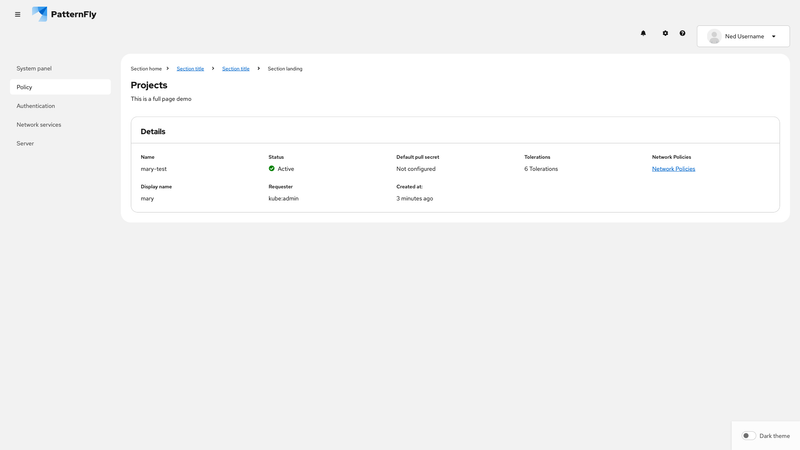 PatternFly
Ned Username
System panel
Policy
Authentication
Network services
Server
Section home
Section title
Section title
Section landing
Projects
This is a full page demo
Details
Name
mary-test
Status
Active
Default pull secret
Not configured
Tolerations
6 Tolerations
Network Policies
Network Policies
Display name
mary
Requester
kube:admin
Created at:
3 minutes ago
Dark theme